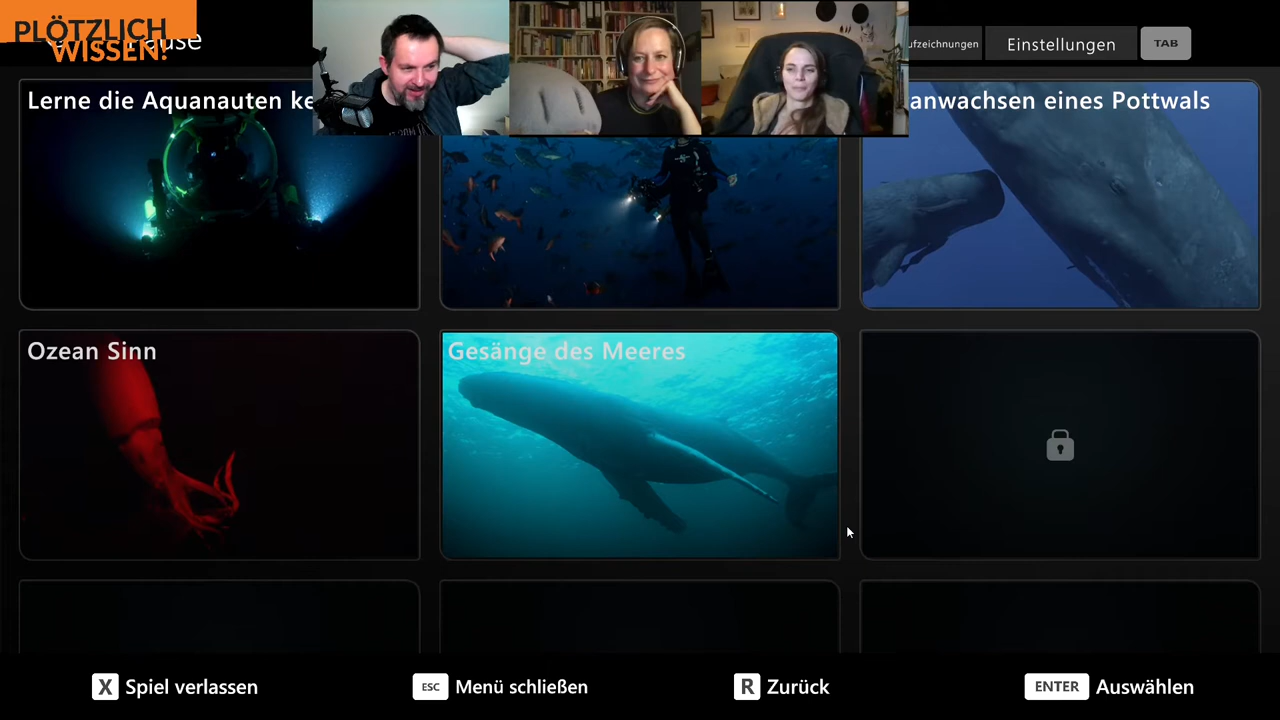 PLÖTZLICH
WISSEN!
ufzeichnungen
Einstellungen
TAB
Lerne die Aquanauten ke
anwachsen eines Pottwals
Ozean Sinn
Gesänge des Meeres
X Spiel verlassen
ESC Menü schließen
R Zurück
ENTER Auswählen